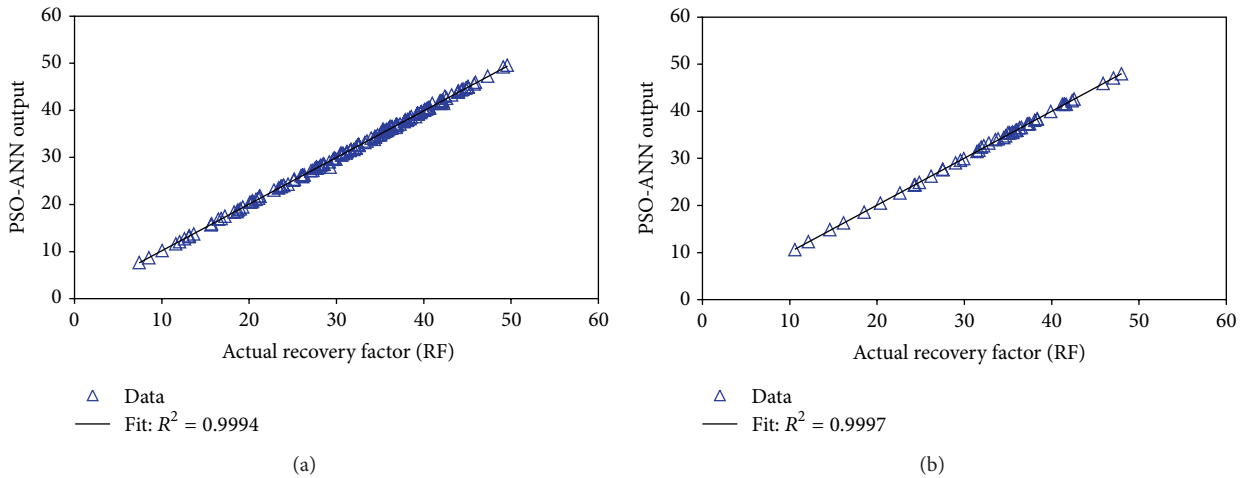 60
50
40
30
20
10
0
PSO-ANN output
0 10 20 30 40 50 60
Actual recovery factor (RF)
Data
Fit: R² = 0.9994
(a)
60
50
40
30
20
10
0
PSO-ANN output
0 10 20 30 40 50 60
Actual recovery factor (RF)
Data
Fit: R² = 0.9997
(b)